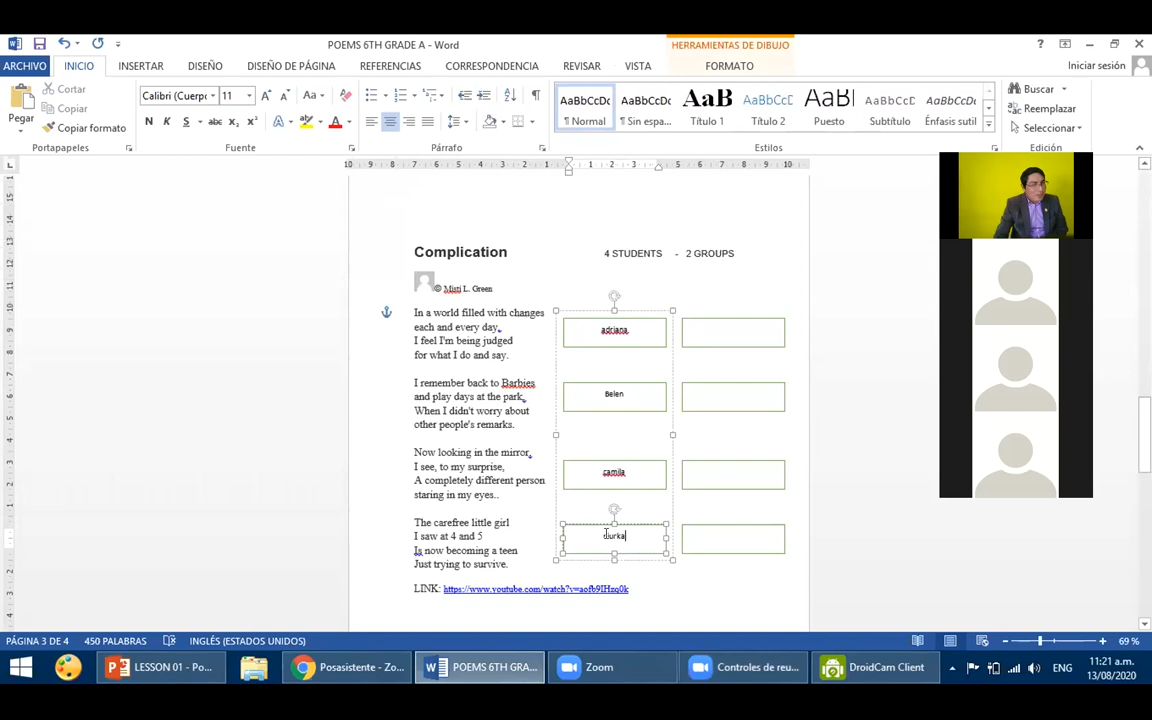 POEMS 6TH GRADE A - Word
HERRAMIENTAS DE DIBUJO
ARCHIVO INICIO INSERTAR DISEÑO DISEÑO DE PÁGINA REFERENCIAS CORRESPONDENCIA REVISAR VISTA FORMATO Iniciar sesión
Pegar
Cortar
Copiar
Copiar formato
Portapapeles
Calibri (Cuerpo 11
Fuente
Párrafo
AaBbCcDc AaBbCcDc AaB AaBbCcD AaBl AaBbCcD AaBbCcDc
¶ Normal ¶ Sin espa... Título 1 Título 2 Puesto Subtítulo Énfasis sutil
Estilos
Buscar
Reemplazar
Seleccionar
Edición
Complication 4 STUDENTS - 2 GROUPS
© Misti L. Green
In a world filled with changes
each and every day,
I feel I'm being judged
for what I do and say.
adriana
I remember back to Barbies
and play days at the park,
When I didn't worry about
other people's remarks.
Belen
Now looking in the mirror,
I see, to my surprise,
A completely different person
staring in my eyes..
camila
The carefree little girl
I saw at 4 and 5
Is now becoming a teen
Just trying to survive.
LINK: https://www.youtube.com/watch?v=aofb9IHzq0k
PÁGINA 3 DE 4 450 PALABRAS INGLÉS (ESTADOS UNIDOS) 69 %
LESSON 01 - Po... Posasistente - Zo... POEMS 6TH GRA... Zoom Controles de reu... DroidCam Client ENG 11:21 a.m.
13/08/2020